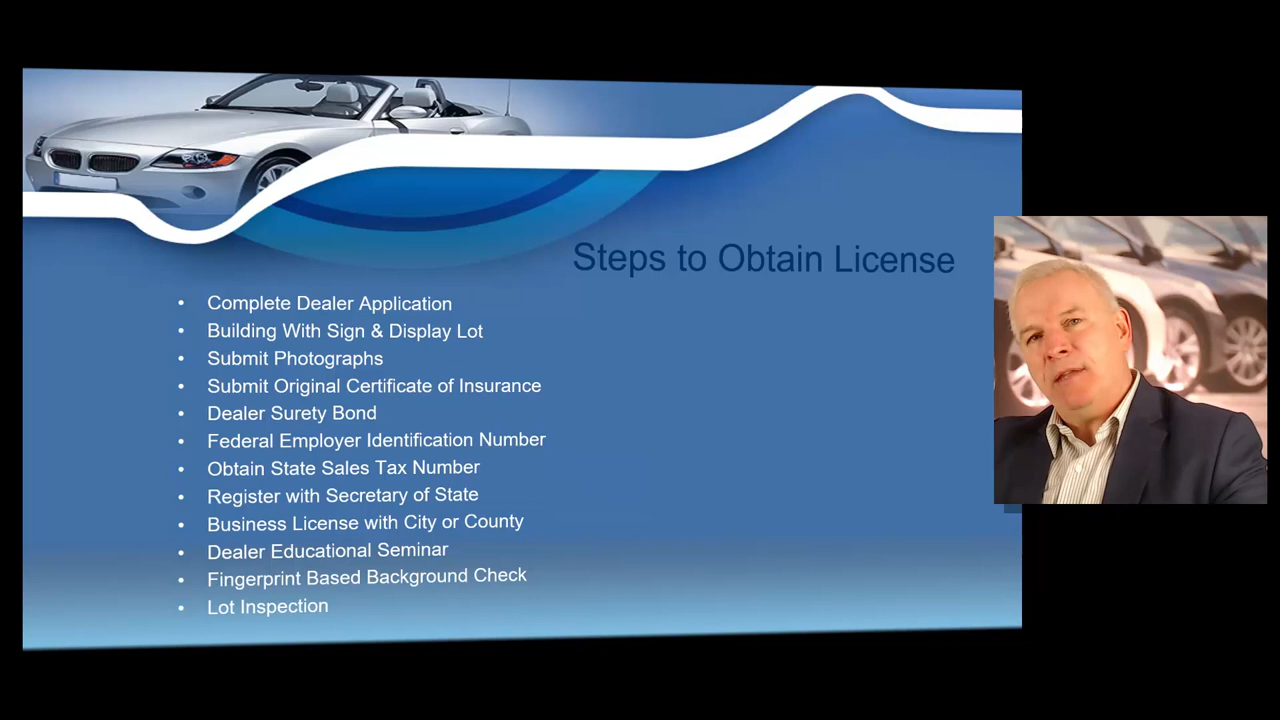 Steps to Obtain License
• Complete Dealer Application
• Building With Sign & Display Lot
• Submit Photographs
• Submit Original Certificate of Insurance
• Dealer Surety Bond
• Federal Employer Identification Number
• Obtain State Sales Tax Number
• Register with Secretary of State
• Business License with City or County
• Dealer Educational Seminar
• Fingerprint Based Background Check
• Lot Inspection